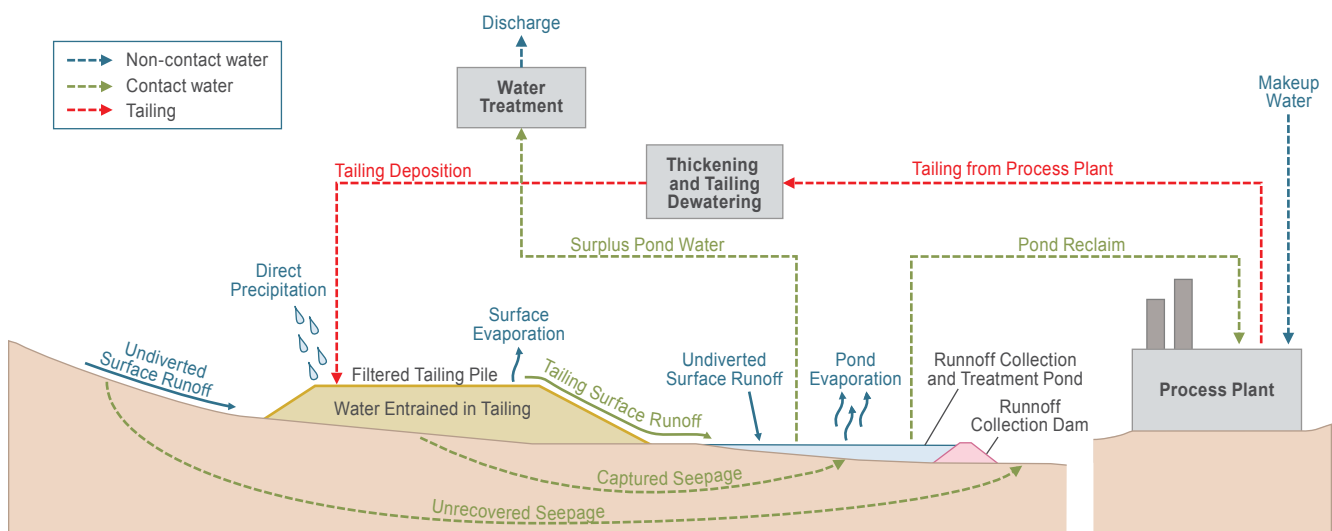 Discharge
Non-contact water
Contact water
Tailing
Water
Treatment
Makeup
Water
Tailing Deposition
Thickening
and Tailing
Dewatering
Tailing from Process Plant
Surplus Pond Water
Pond Reclaim
Direct
Precipitation
Surface
Evaporation
Undiverted
Surface Runoff
Filtered Tailing Pile
Water Entrained in Tailing
Tailing Surface Runoff
Undiverted
Surface Runoff
Pond
Evaporation
Runnoff Collection
and Treatment Pond
Runnoff
Collection Dam
Process Plant
Captured Seepage
Unrecovered Seepage